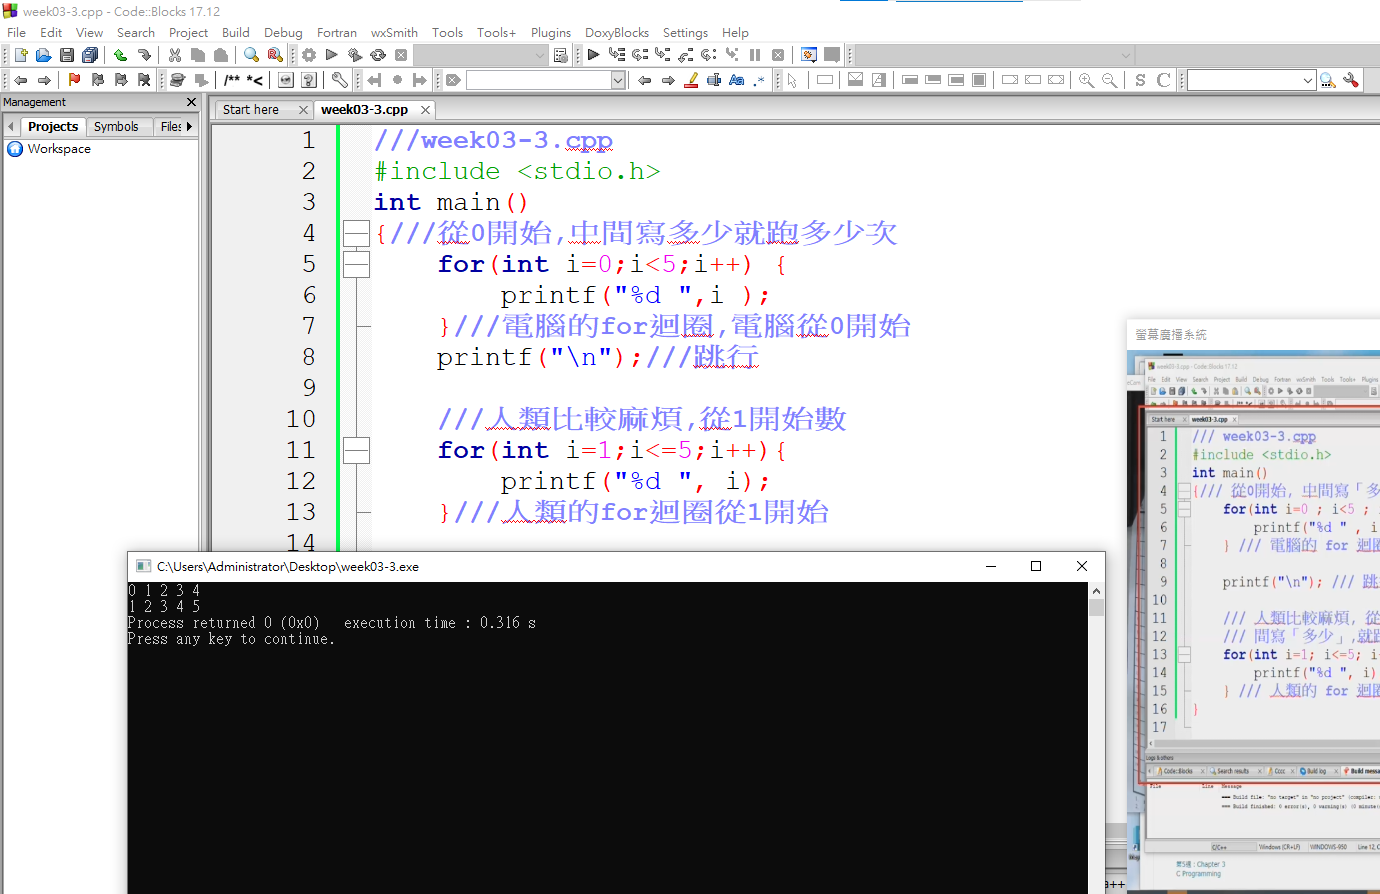 week03-3.cpp - Code::Blocks 17.12
File Edit View Search Project Build Debug Fortran wxSmith Tools Tools+ Plugins DoxyBlocks Settings Help
/** *<
Aa .*
S C
Management
Start here week03-3.cpp
Projects Symbols Files
Workspace
1 ///week03-3.cpp
2 #include <stdio.h>
3 int main()
4 {///從0開始,中間寫多少就跑多少次
5 for(int i=0;i<5;i++) {
6 printf("%d ",i );
7 }///電腦的for迴圈,電腦從0開始
8 printf("\n");///跳行
9
10 ///人類比較麻煩,從1開始數
11 for(int i=1;i<=5;i++){
12 printf("%d ", i);
13 }///人類的for迴圈從1開始
14
C:\Users\Administrator\Desktop\week03-3.exe
0 1 2 3 4
1 2 3 4 5
Process returned 0 (0x0) execution time : 0.316 s
Press any key to continue.
螢幕廣播系統
week03-3.cpp - Code::Blocks 17.12
File Edit View Search Project Build Debug Fortran wxSmith Tools Tools+ Plugins
Start here week03-3.cpp
1 /// week03-3.cpp
2 #include <stdio.h>
3 int main()
4 {/// 從0開始, 中間寫「多
5 for(int i=0 ; i<5 ;
6 printf("%d " , i
7 } /// 電腦的 for 迴圈
8
9 printf("\n"); /// 跳
10
11 /// 人類比較麻煩, 從
12 /// 間寫「多少」,就跑
13 for(int i=1; i<=5; i
14 printf("%d ", i)
15 } /// 人類的 for 迴圈
16 }
17
Code::Blocks Search results Cccc Build log Build messa
File Line Message
=== Build file: "no target" in "no project" (compiler:
=== Build finished: 0 error(s), 0 warning(s) (0 minute(
C/C++ Windows (CR+LF) WINDOWS-950 Line 12, C
第5週 : Chapter 3
C Programming
a++